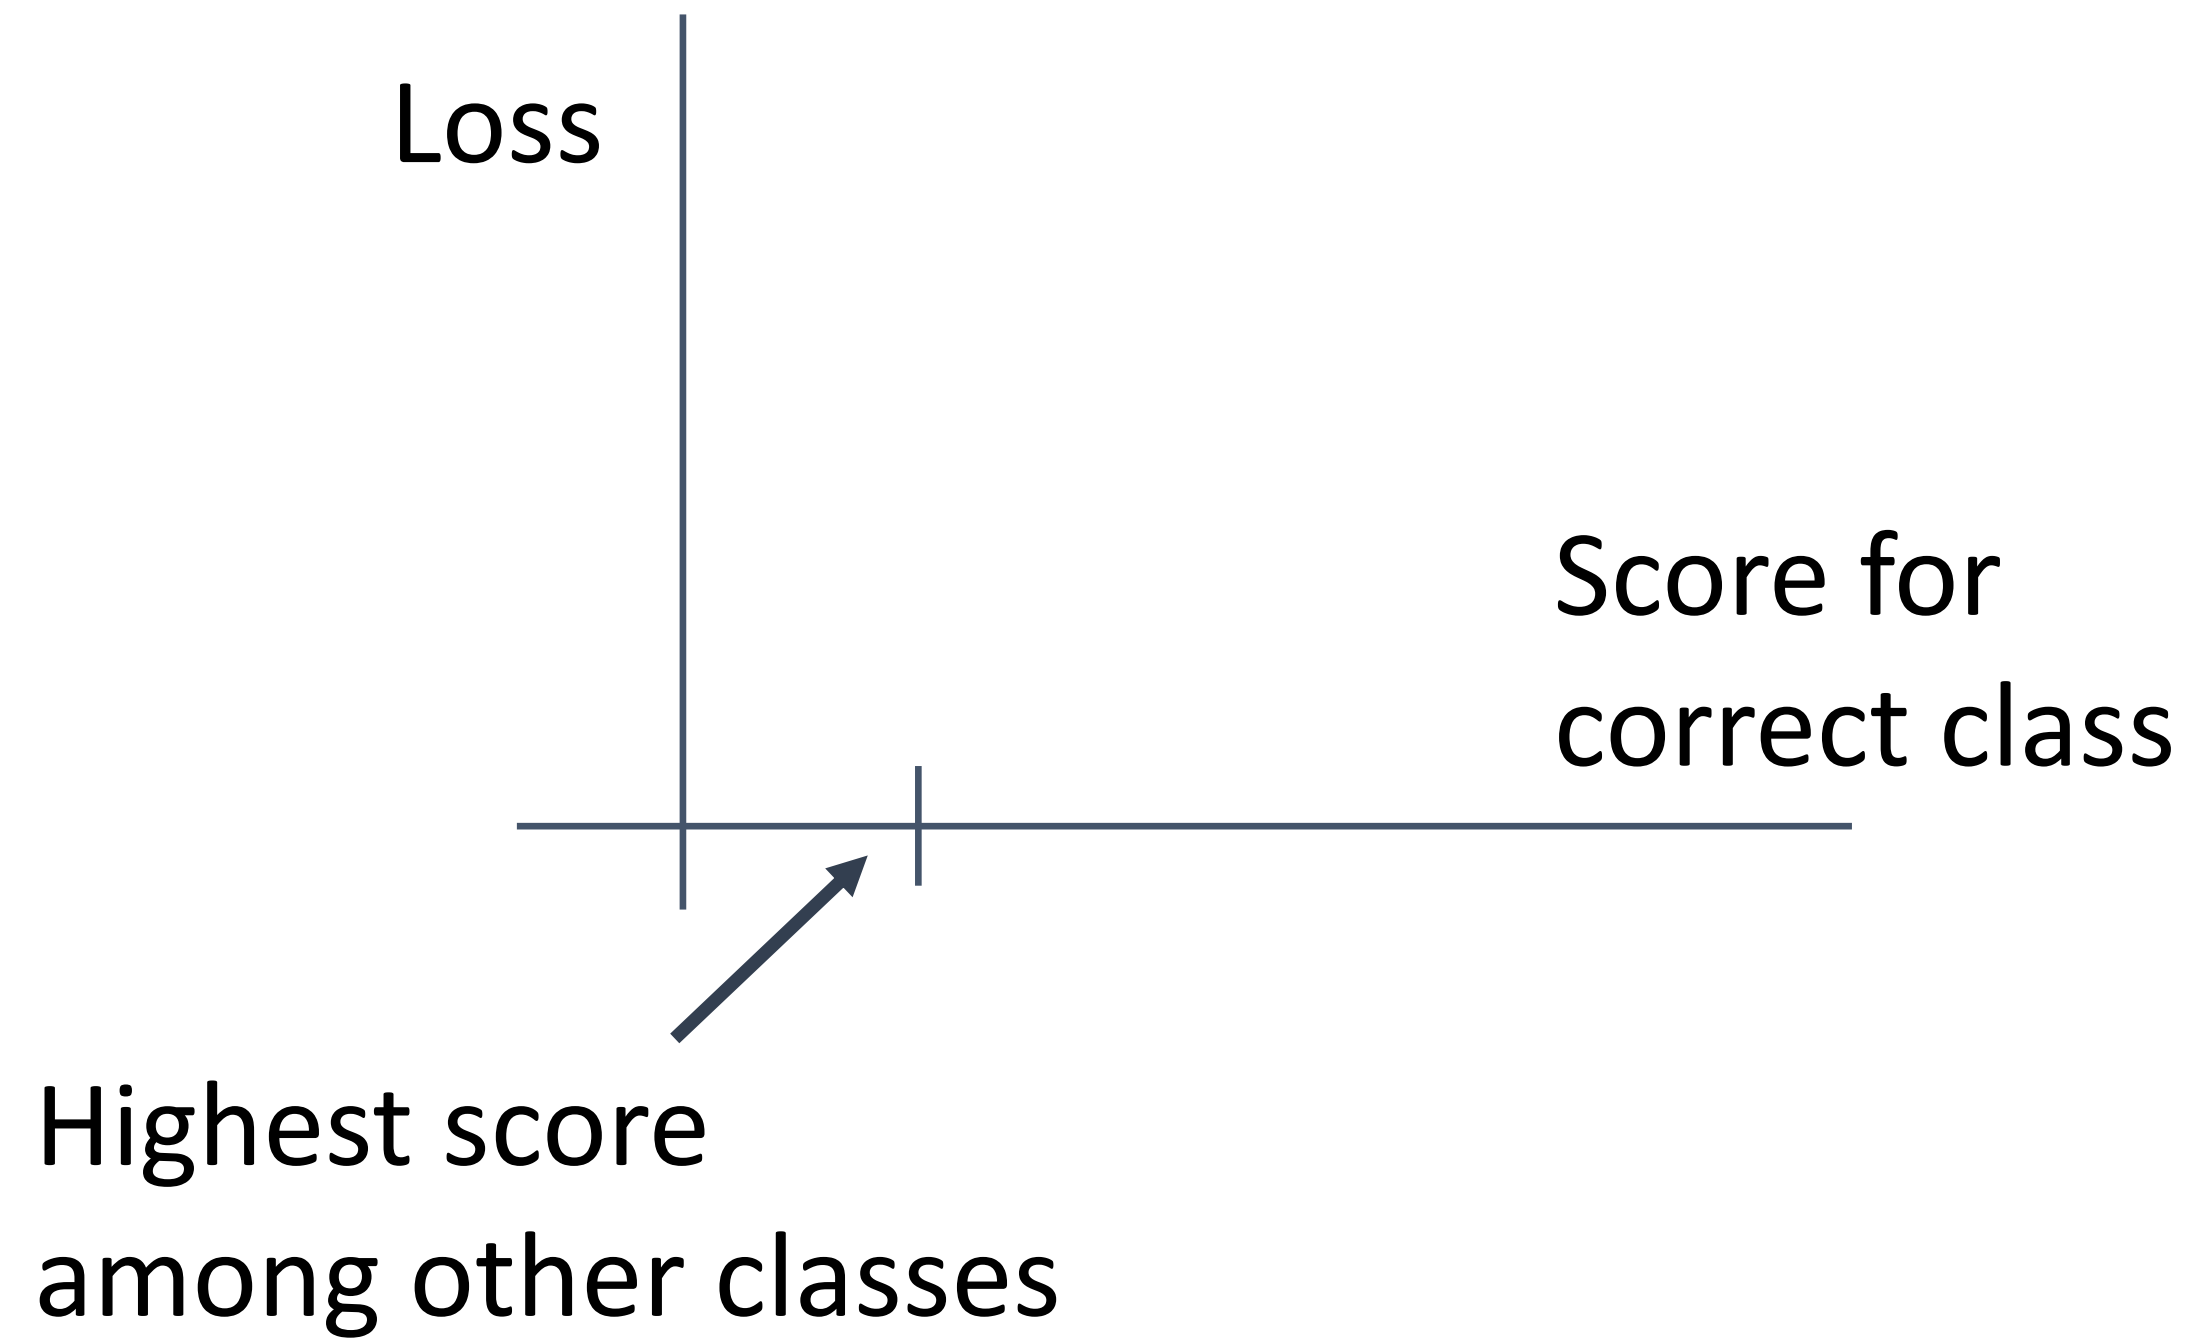 Loss
Score for
correct class
Highest score
among other classes